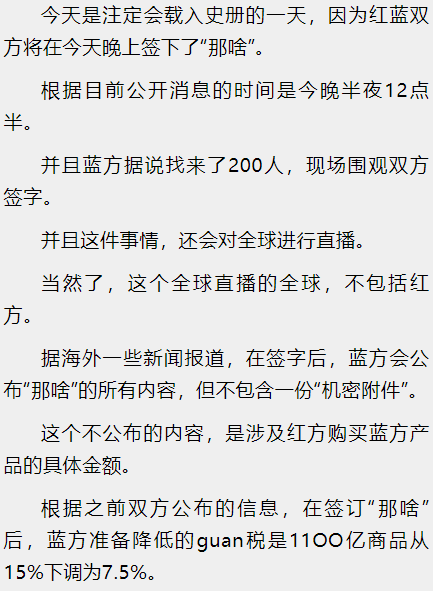 今天是注定会载入史册的一天，因为红蓝双
方将在今天晚上签下了“那啥”。
根据目前公开消息的时间是今晚半夜12点
半。
并且蓝方据说找来了200人，现场围观双方
签字。
并且这件事情，还会对全球进行直播。
当然了，这个全球直播的全球，不包括红
方。
据海外一些新闻报道，在签字后，蓝方会公
布“那啥”的所有内容，但不包含一份“机密附件”。
这个不公布的内容，是涉及红方购买蓝方产
品的具体金额。
根据之前双方公布的信息，在签订“那啥”
后，蓝方准备降低的guan税是11OO亿商品从
15%下调为7.5%。